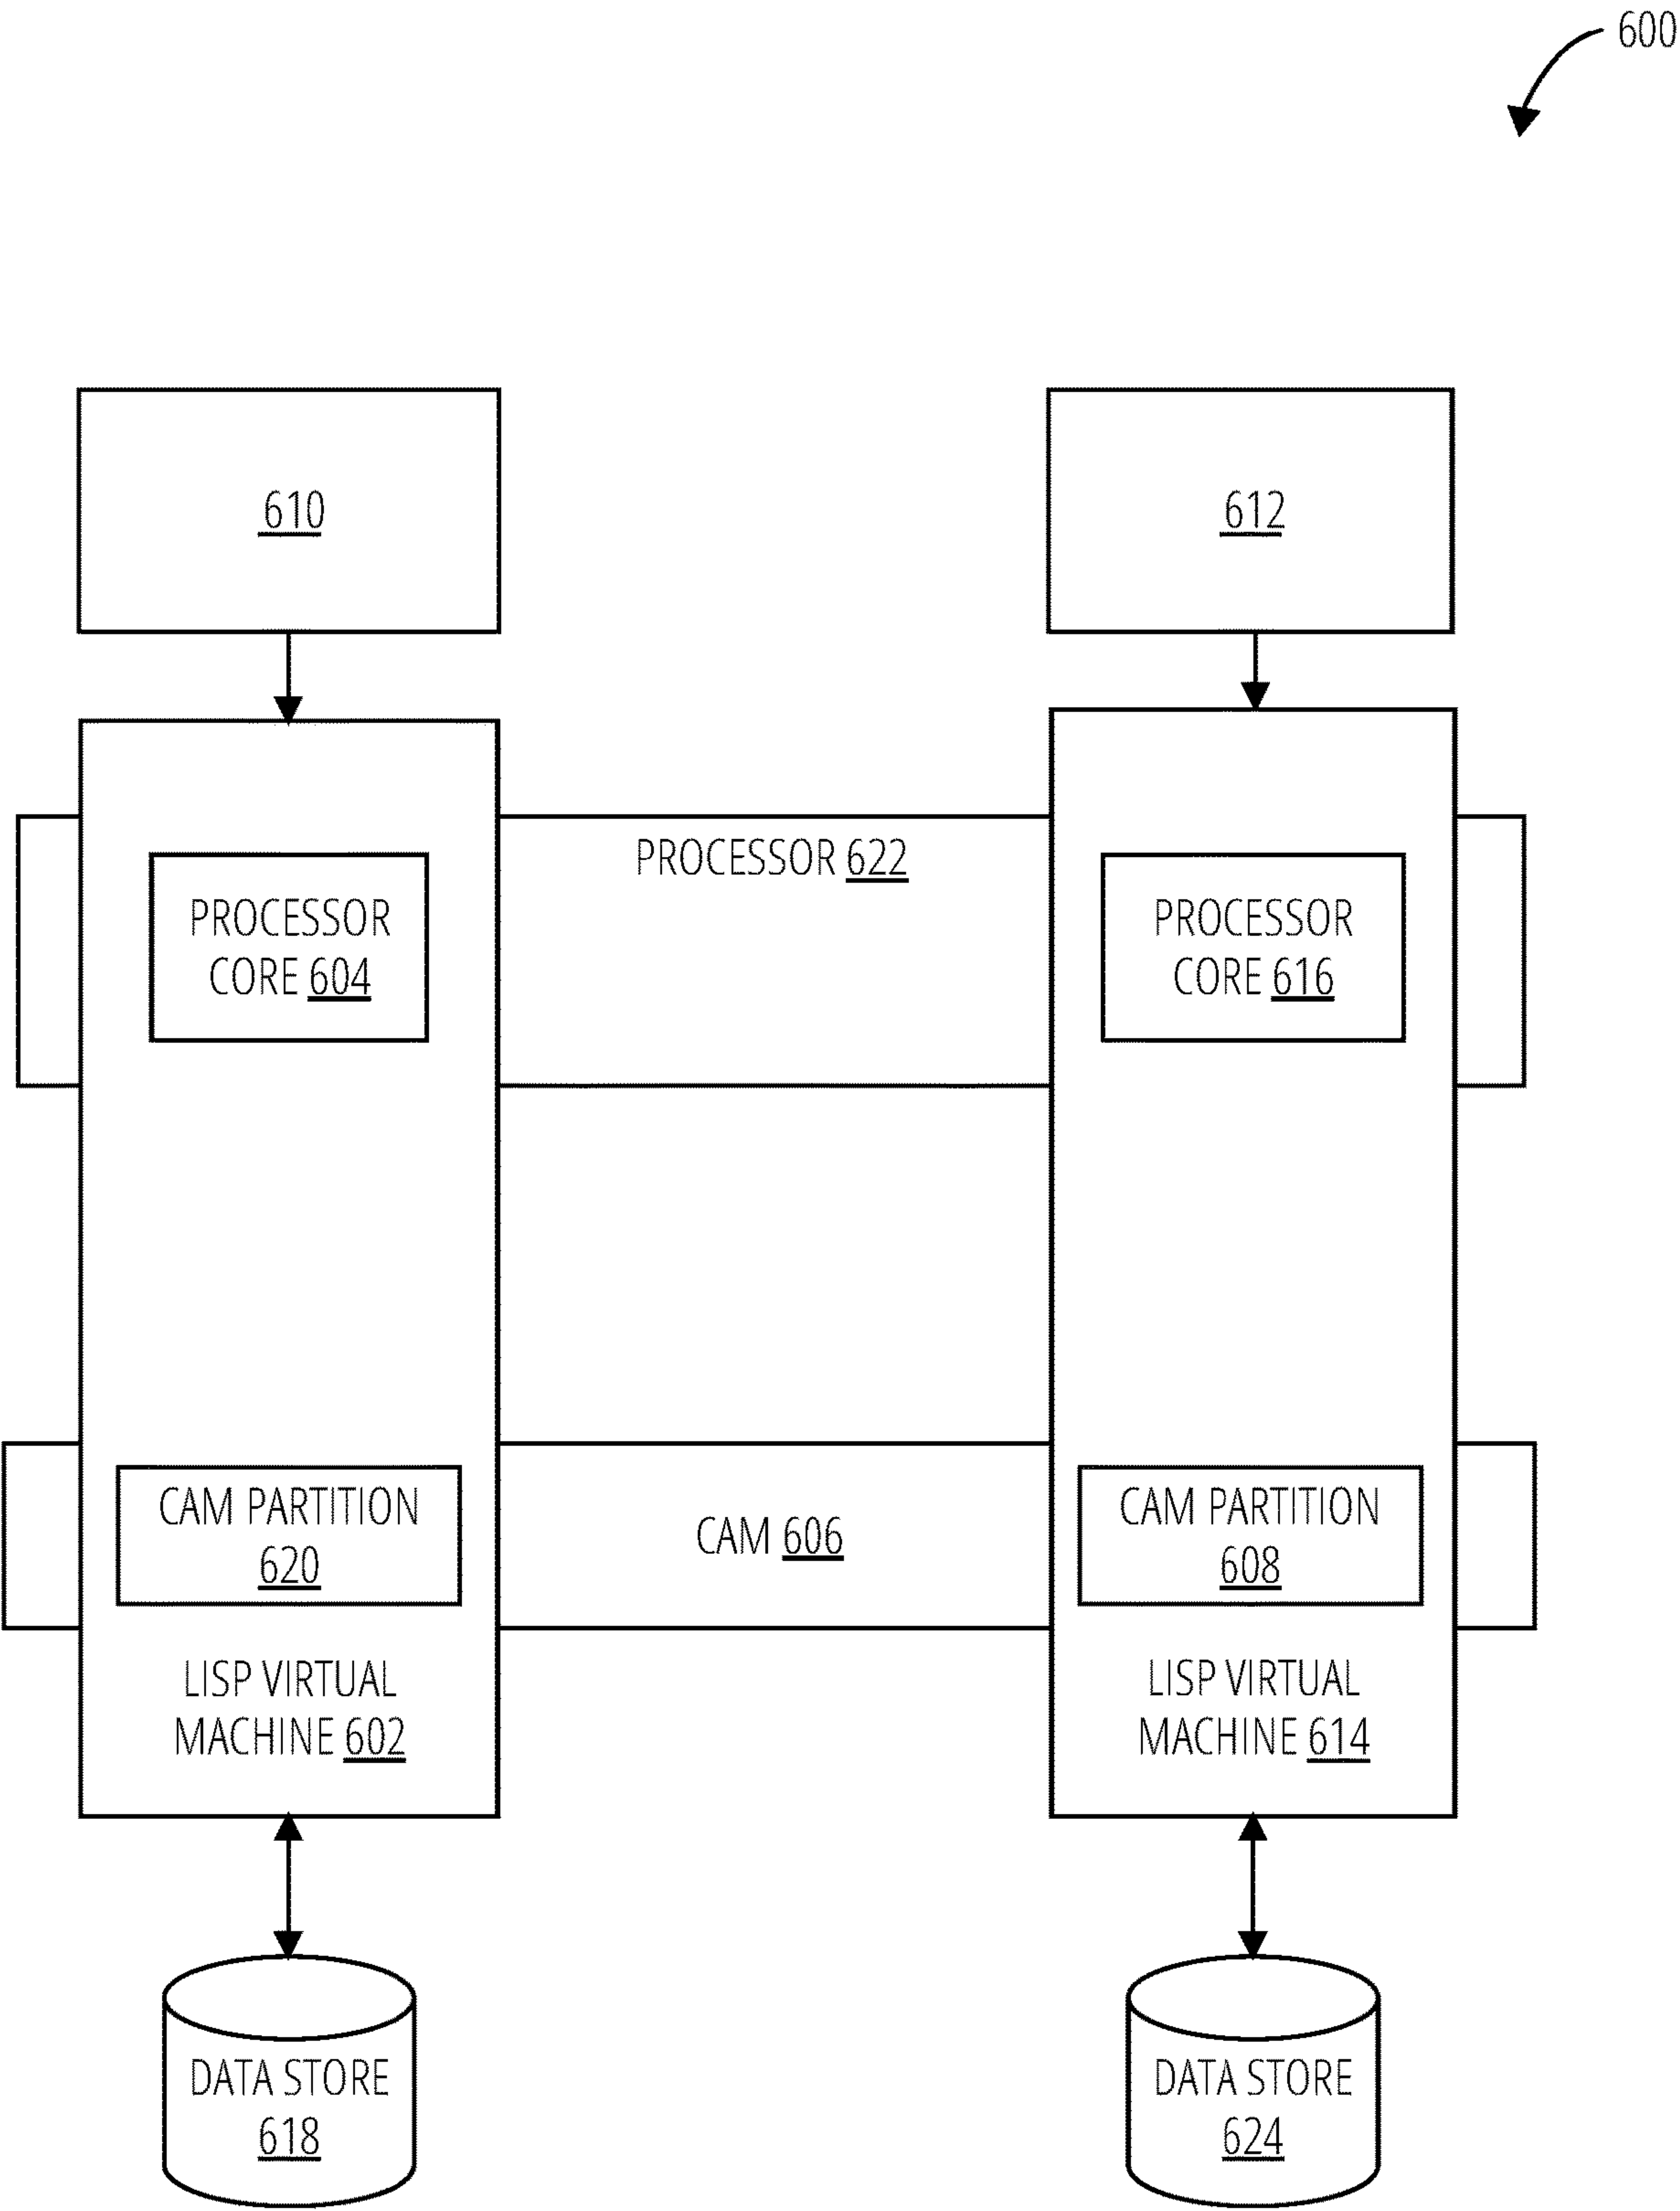 600
610
612
PROCESSOR 622
PROCESSOR
CORE 604
PROCESSOR
CORE 616
CAM PARTITION
620
CAM 606
CAM PARTITION
608
LISP VIRTUAL
MACHINE 602
LISP VIRTUAL
MACHINE 614
DATA STORE
618
DATA STORE
624